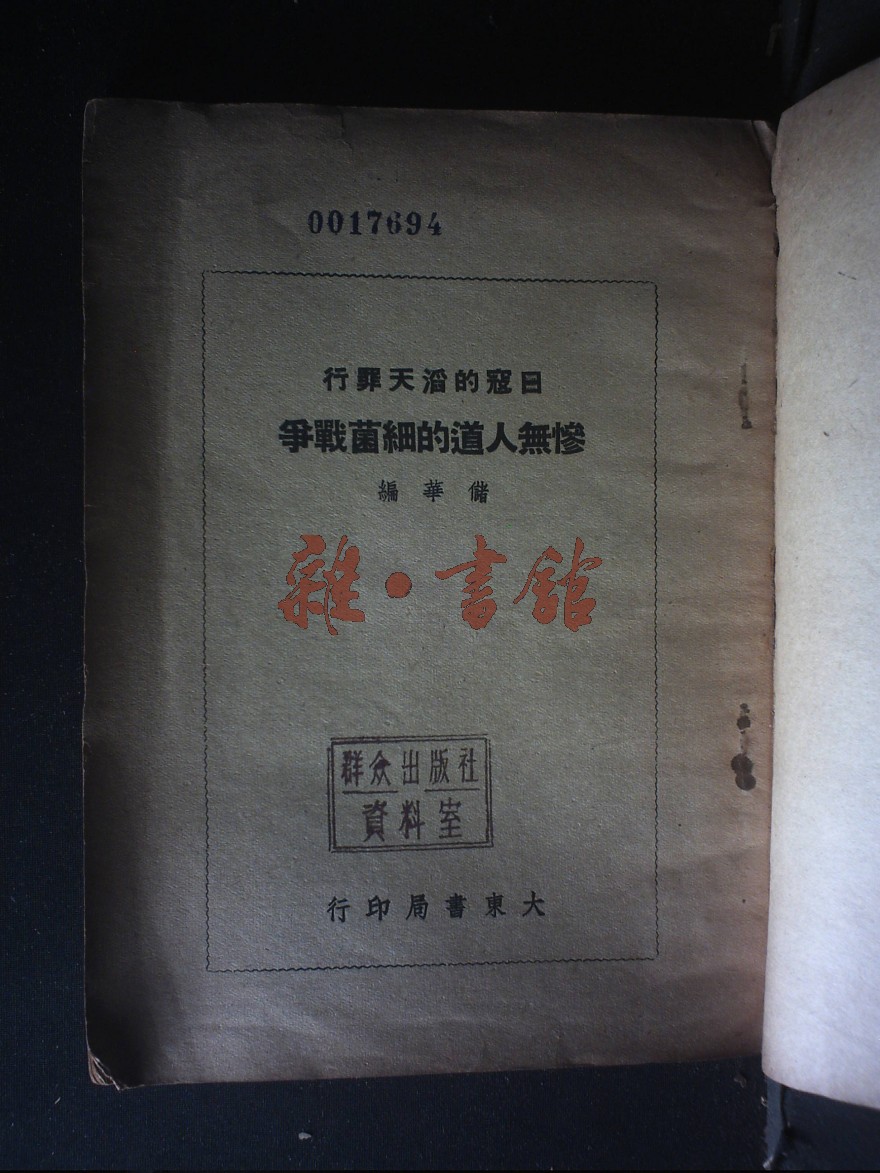 0017694
日寇的滔天罪行
慘無人道的細菌戰爭
儲華編
雜·書館
群众出版社
資料室
大東書局印行